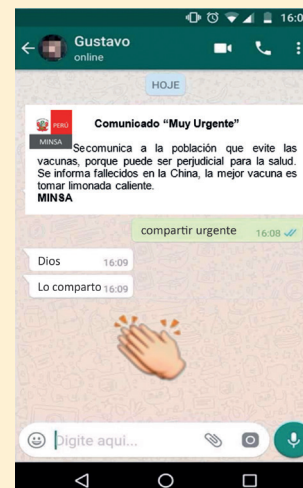 16:0
Gustavo
online
HOJE
PERÚ
MINSA
Comunicado “Muy Urgente”
Secomunica a la población que evite las
vacunas, porque puede ser perjudicial para la salud.
Se informa fallecidos en la China, la mejor vacuna es
tomar limonada caliente.
MINSA
compartir urgente 16:08
Dios 16:09
Lo comparto 16:09
Digite aqui...